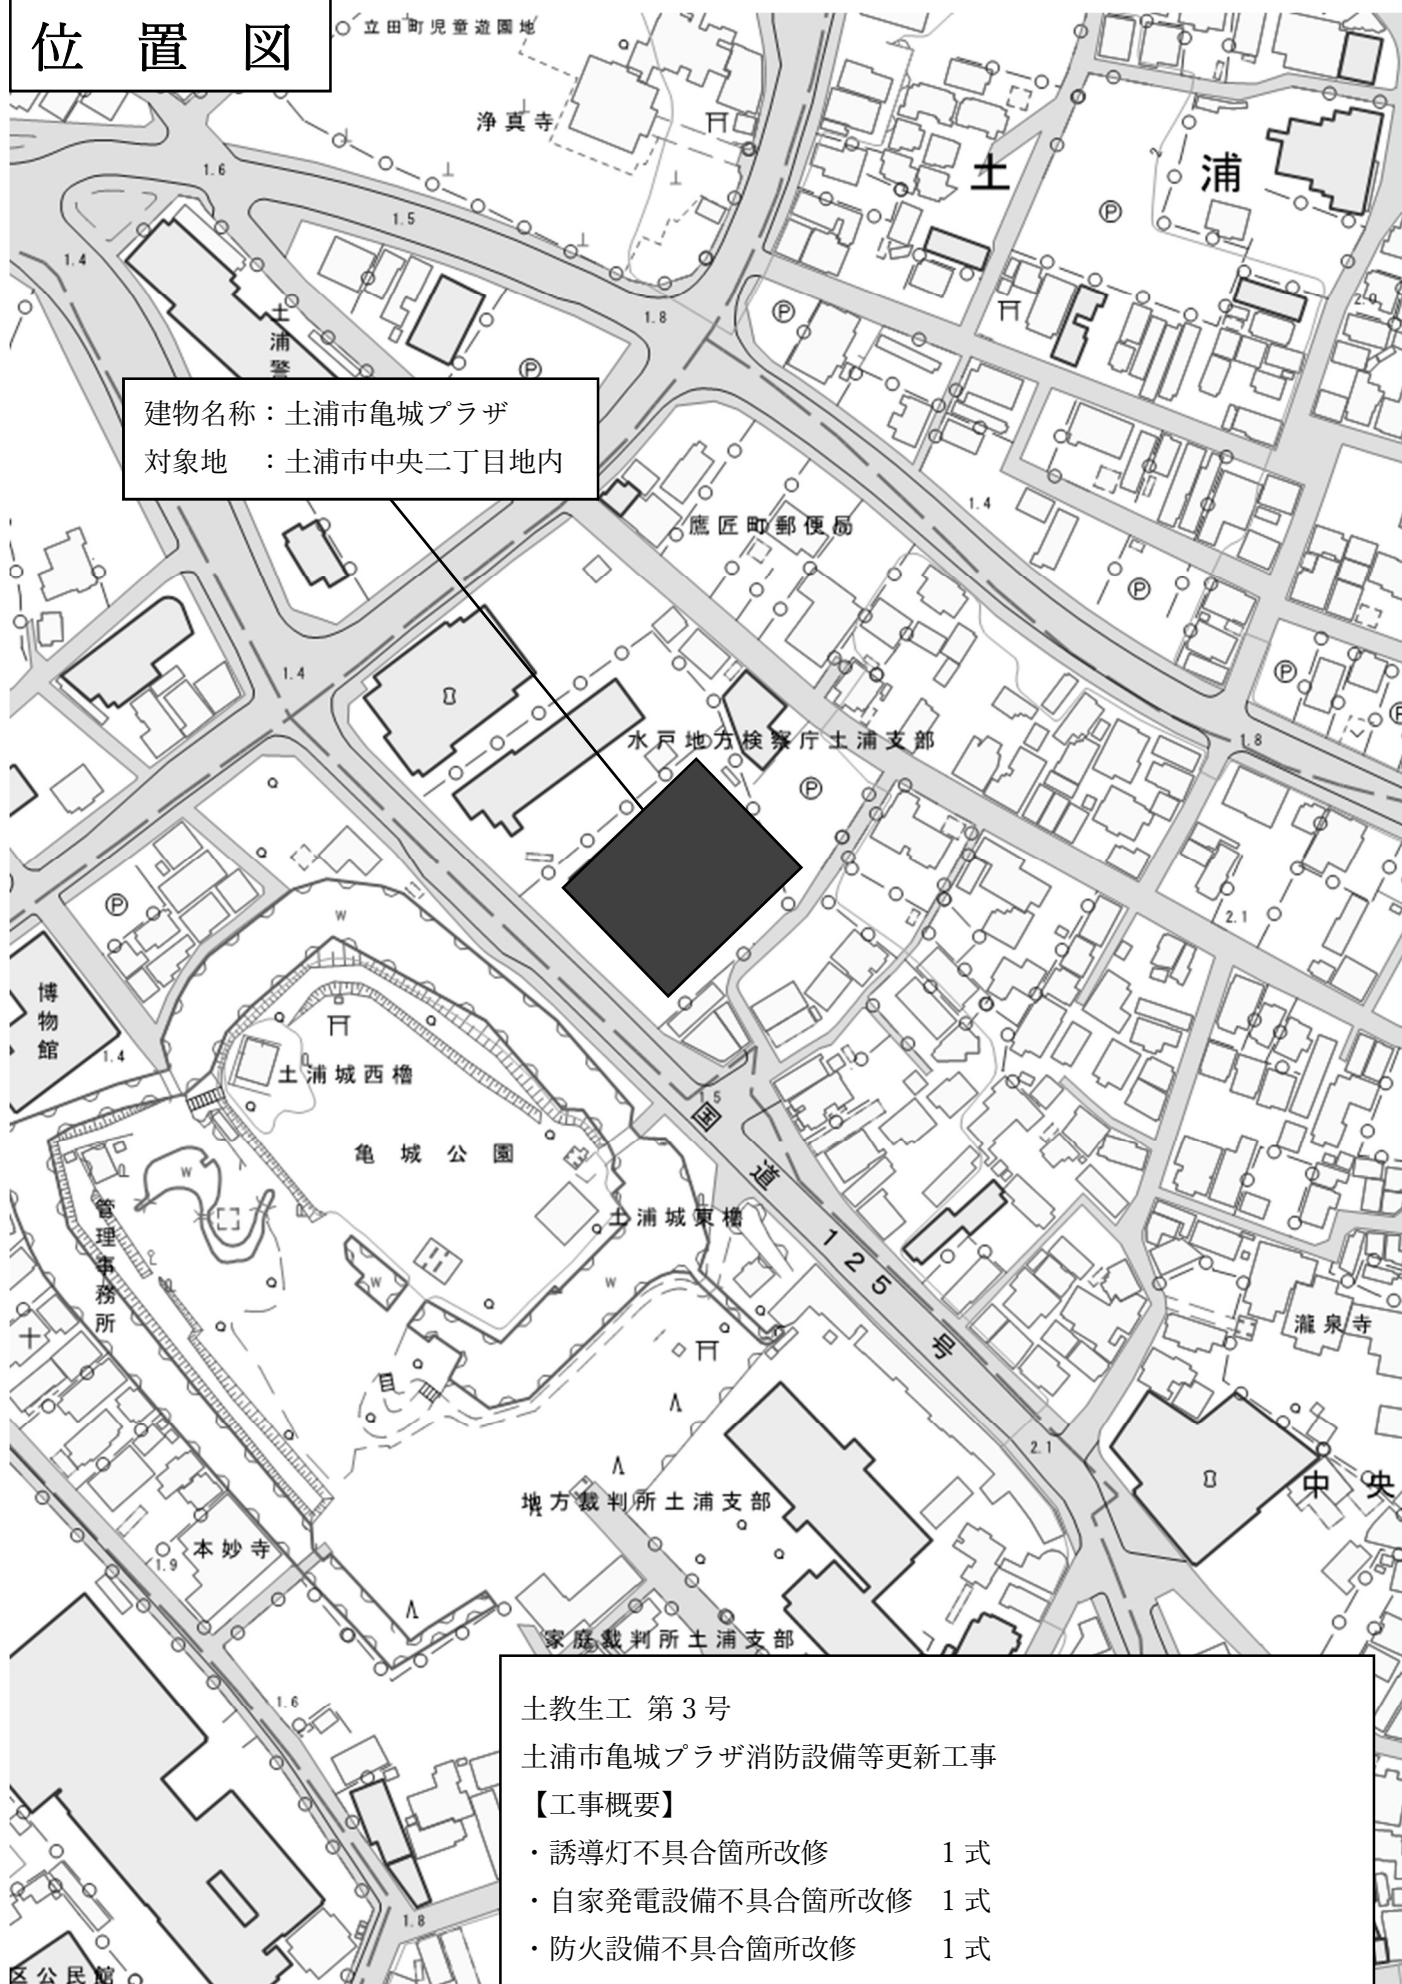 位 置 図
立田町児童遊園地
浄真寺
土 浦
2
1.6
1.5
1.4
P
1.8
土浦警
2.0
P
P
建物名称：土浦市亀城プラザ
対象地　：土浦市中央二丁目地内
1.4
鷹匠町郵便局
P
1.4
P
P
水戸地方検察庁土浦支部
1.8
P
P
W
2.1
博物館
1.4
土浦城西櫓
1.5
亀城公園
国道125号
W
管理事務所
土浦城東櫓
W
W
瀧泉寺
2.1
中央
地方裁判所土浦支部
本妙寺
1.9
家庭裁判所土浦支部
1.6
土教生工 第３号
土浦市亀城プラザ消防設備等更新工事
【工事概要】
・誘導灯不具合箇所改修　１式
・自家発電設備不具合箇所改修　１式
・防火設備不具合箇所改修　１式
1.8
区公民館